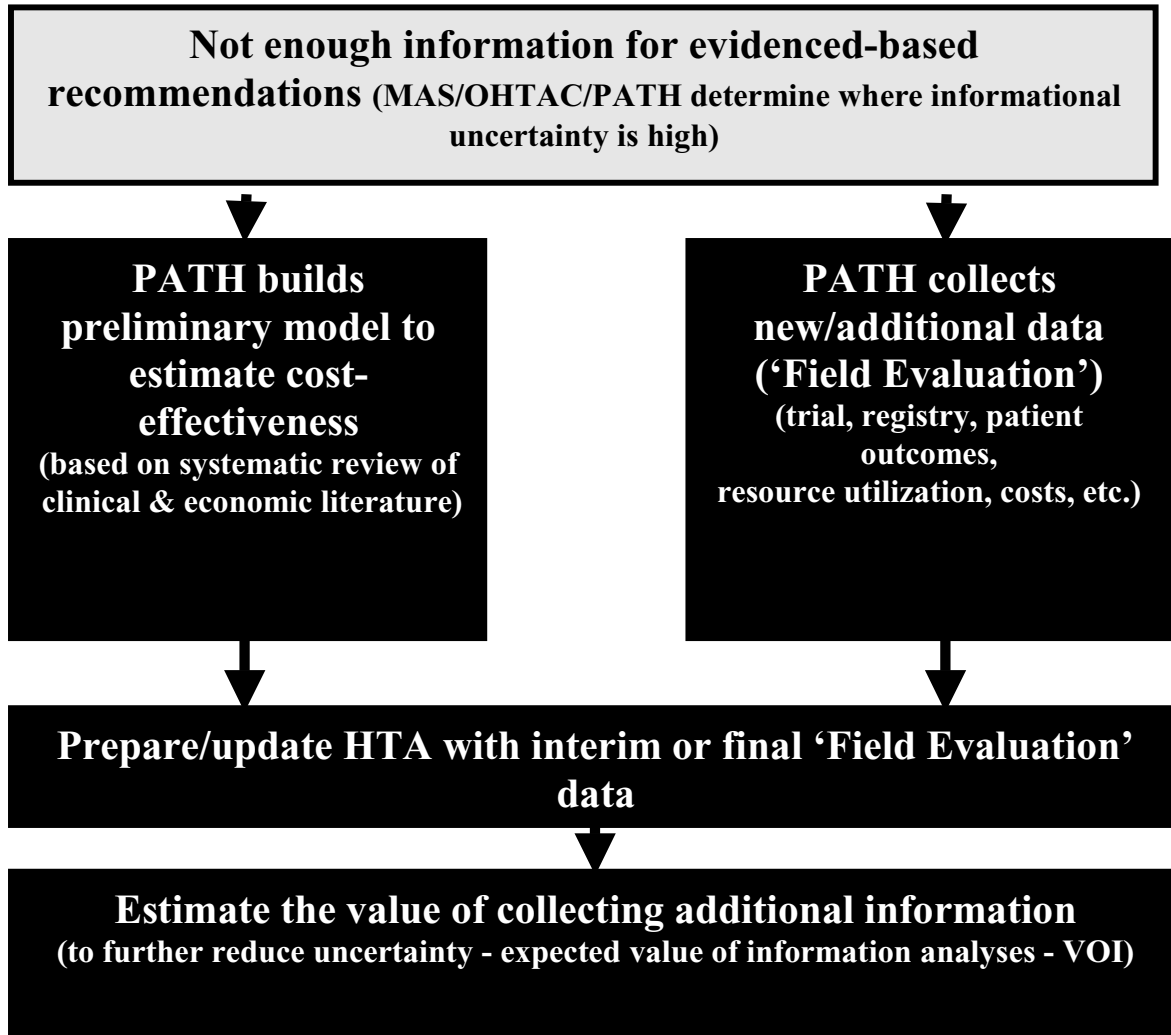 Not enough information for evidenced-based
recommendations (MAS/OHTAC/PATH determine where informational
uncertainty is high)
PATH builds
preliminary model to
estimate cost-
effectiveness
(based on systematic review of
clinical & economic literature)
PATH collects
new/additional data
(‘Field Evaluation’)
(trial, registry, patient
outcomes,
resource utilization, costs, etc.)
Prepare/update HTA with interim or final ‘Field Evaluation’
data
Estimate the value of collecting additional information
(to further reduce uncertainty - expected value of information analyses - VOI)